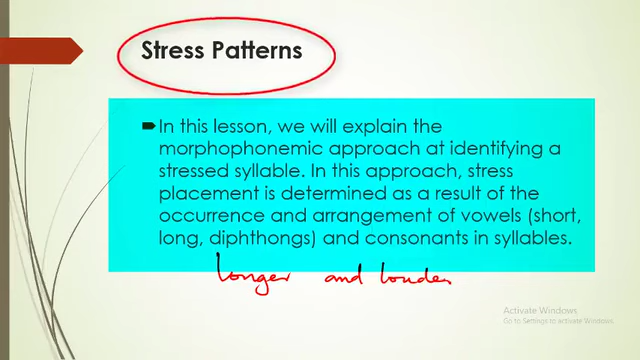 Stress Patterns
In this lesson, we will explain the
morphophonemic approach at identifying a
stressed syllable. In this approach, stress
placement is determined as a result of the
occurrence and arrangement of vowels (short,
long, diphthongs) and consonants in syllables.
Longer and louder
Activate Windows
Go to Settings to activate Windows.